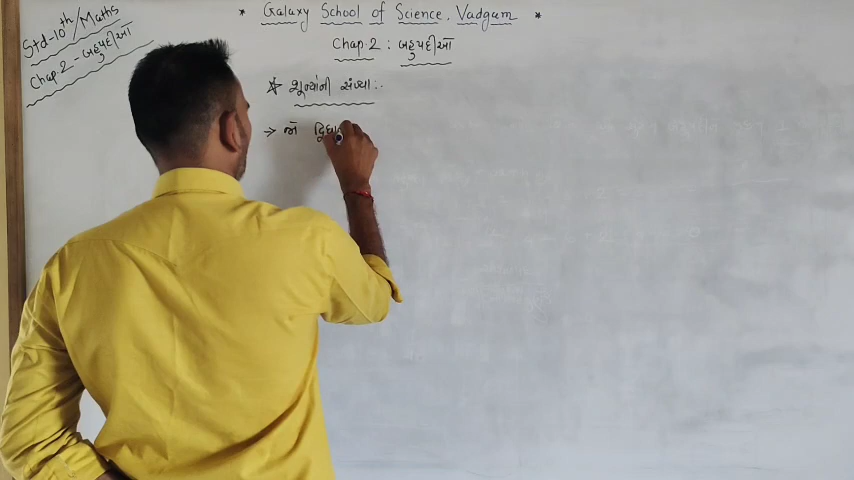 Std-10th/Maths
Chap.2 - બહુપદીઓ
* Galaxy School of Science, Vadgam *
Chap.2 : બહુપદીઓ
☆ શૂન્યોની સંખ્યા :-
→ જો